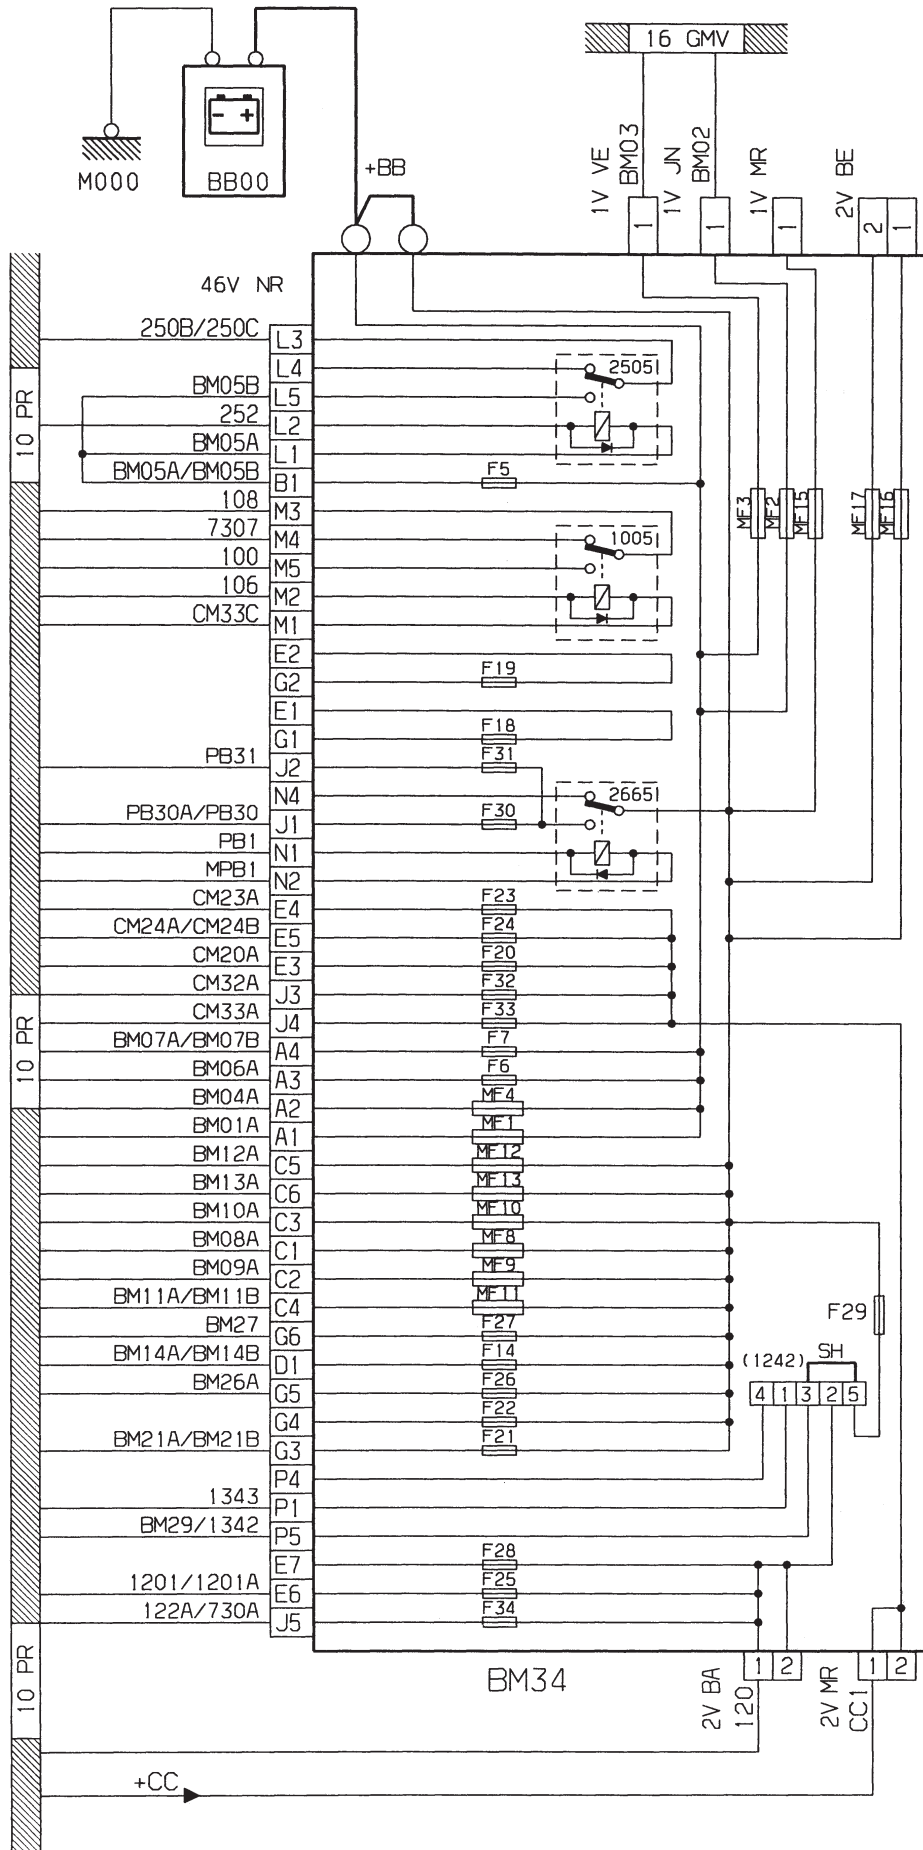 16 GMV
- +
M000
BB00
+BB
1V VE
BM03
1V JN
BM02
1V MR
2V BE
1
1
1
2
1
46V NR
10 PR
10 PR
10 PR
250B/250C L3
L4
BM05B L5
252 L2
BM05A L1
BM05A/BM05B B1 F5
108 M3
7307 M4
100 M5
106 M2
CM33C M1
E2
G2 F19
E1
G1 F18
PB31 J2 F31
N4
PB30A/PB30 J1 F30
PB1 N1
MPB1 N2
CM23A E4 F23
CM24A/CM24B E5 F24
CM20A E3 F20
CM32A J3 F32
CM33A J4 F33
BM07A/BM07B A4 F7
BM06A A3 F6
BM04A A2 MF4
BM01A A1 MF1
BM12A C5 MF12
BM13A C6 MF13
BM10A C3 MF10
BM08A C1 MF8
BM09A C2 MF9
BM11A/BM11B C4 MF11
BM27 G6 F27
BM14A/BM14B D1 F14
BM26A G5 F26
G4 F22
BM21A/BM21B G3 F21
P4
1343 P1
BM29/1342 P5
E7 F28
1201/1201A E6 F25
122A/730A J5 F34
2505
1005
2665
MF3
MF2
MF15
MF17
MF16
F29
(1242) SH
4 1 3 2 5
BM34
2V BA
120
1 2
2V MR
CC1
1 2
+CC